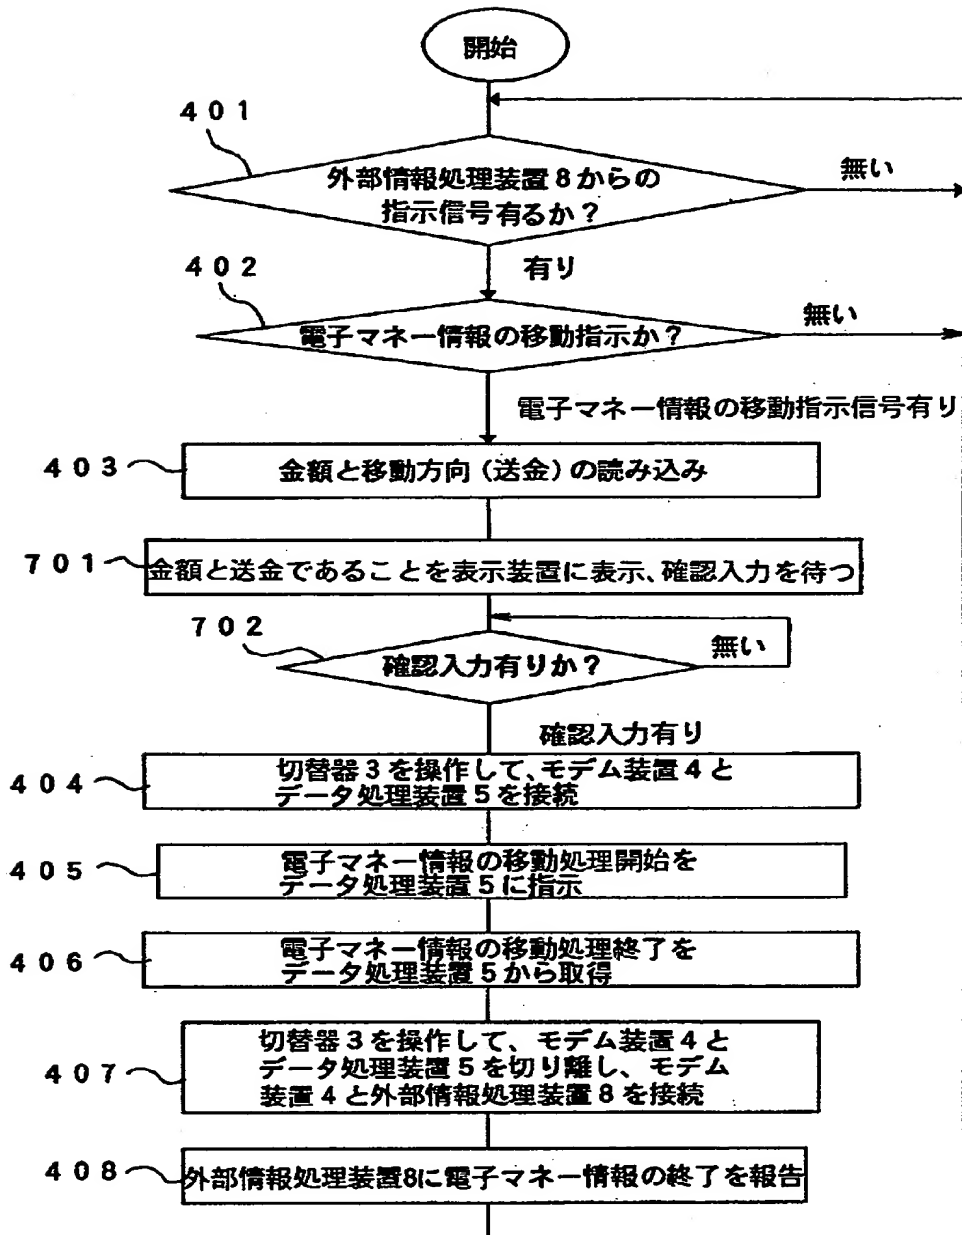 開始
401
外部情報処理装置8からの
指示信号有るか？
無い
有り
402
電子マネー情報の移動指示か？
無い
電子マネー情報の移動指示信号有り
403
金額と移動方向（送金）の読み込み
701
金額と送金であることを表示装置に表示、確認入力を待つ
702
確認入力有りか？
無い
確認入力有り
404
切替器3を操作して、モデム装置4と
データ処理装置5を接続
405
電子マネー情報の移動処理開始を
データ処理装置5に指示
406
電子マネー情報の移動処理終了を
データ処理装置5から取得
407
切替器3を操作して、モデム装置4と
データ処理装置5を切り離し、モデム
装置4と外部情報処理装置8を接続
408
外部情報処理装置8に電子マネー情報の終了を報告